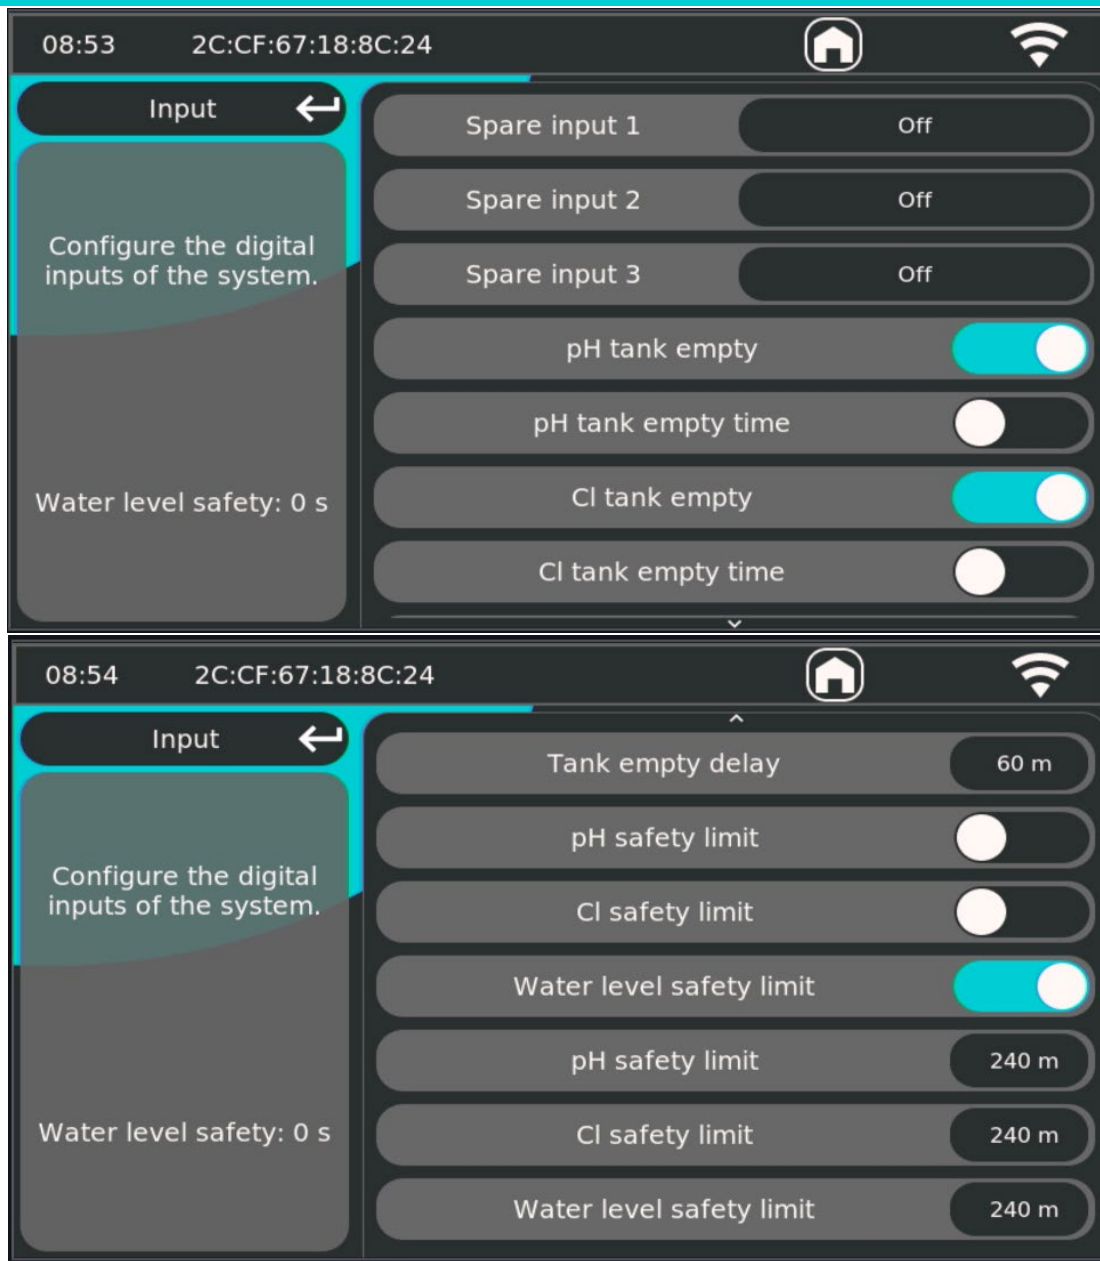 08:53 2C:CF:67:18:8C:24
Input
Configure the digital
inputs of the system.
Water level safety: 0 s
Spare input 1 Off
Spare input 2 Off
Spare input 3 Off
pH tank empty
pH tank empty time
Cl tank empty
Cl tank empty time
08:54 2C:CF:67:18:8C:24
Input
Configure the digital
inputs of the system.
Water level safety: 0 s
Tank empty delay 60 m
pH safety limit
Cl safety limit
Water level safety limit
pH safety limit 240 m
Cl safety limit 240 m
Water level safety limit 240 m